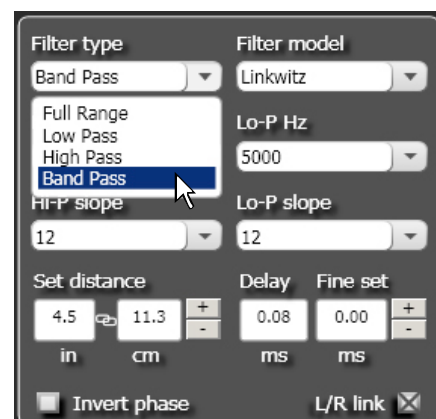 Filter type Filter model
Band Pass Linkwitz
Full Range
Low Pass
High Pass
Band Pass
Lo-P Hz
5000
Hi-P slope Lo-P slope
12 12
Set distance Delay Fine set
4.5 11.3 + - 0.08 0.00 + -
in cm ms ms
Invert phase L/R link